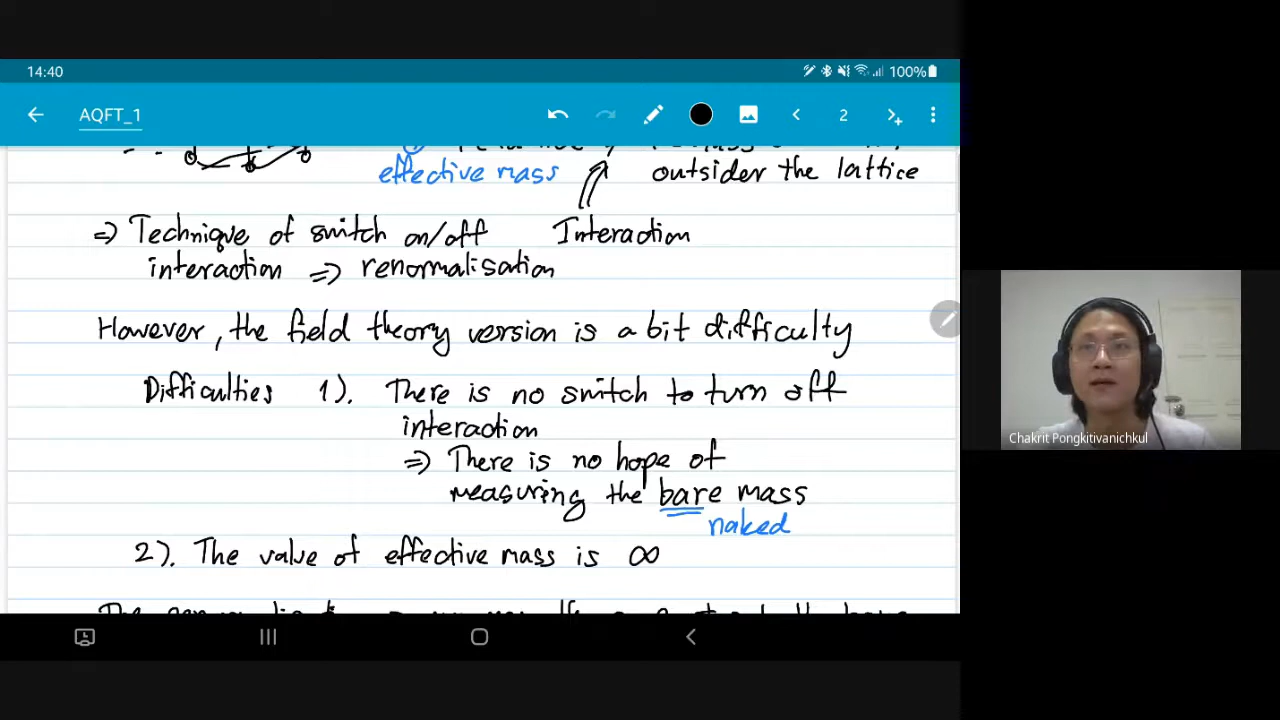 14:40
100%
AQFT_1
2
effective mass
outsider the lattice
=> Technique of switch on/off Interaction
interaction => renormalisation
However, the field theory version is a bit difficulty
Difficulties 1). There is no switch to turn off
interaction
=> There is no hope of
measuring the bare mass
naked
2). The value of effective mass is ∞
Chakrit Pongkitivanichkul